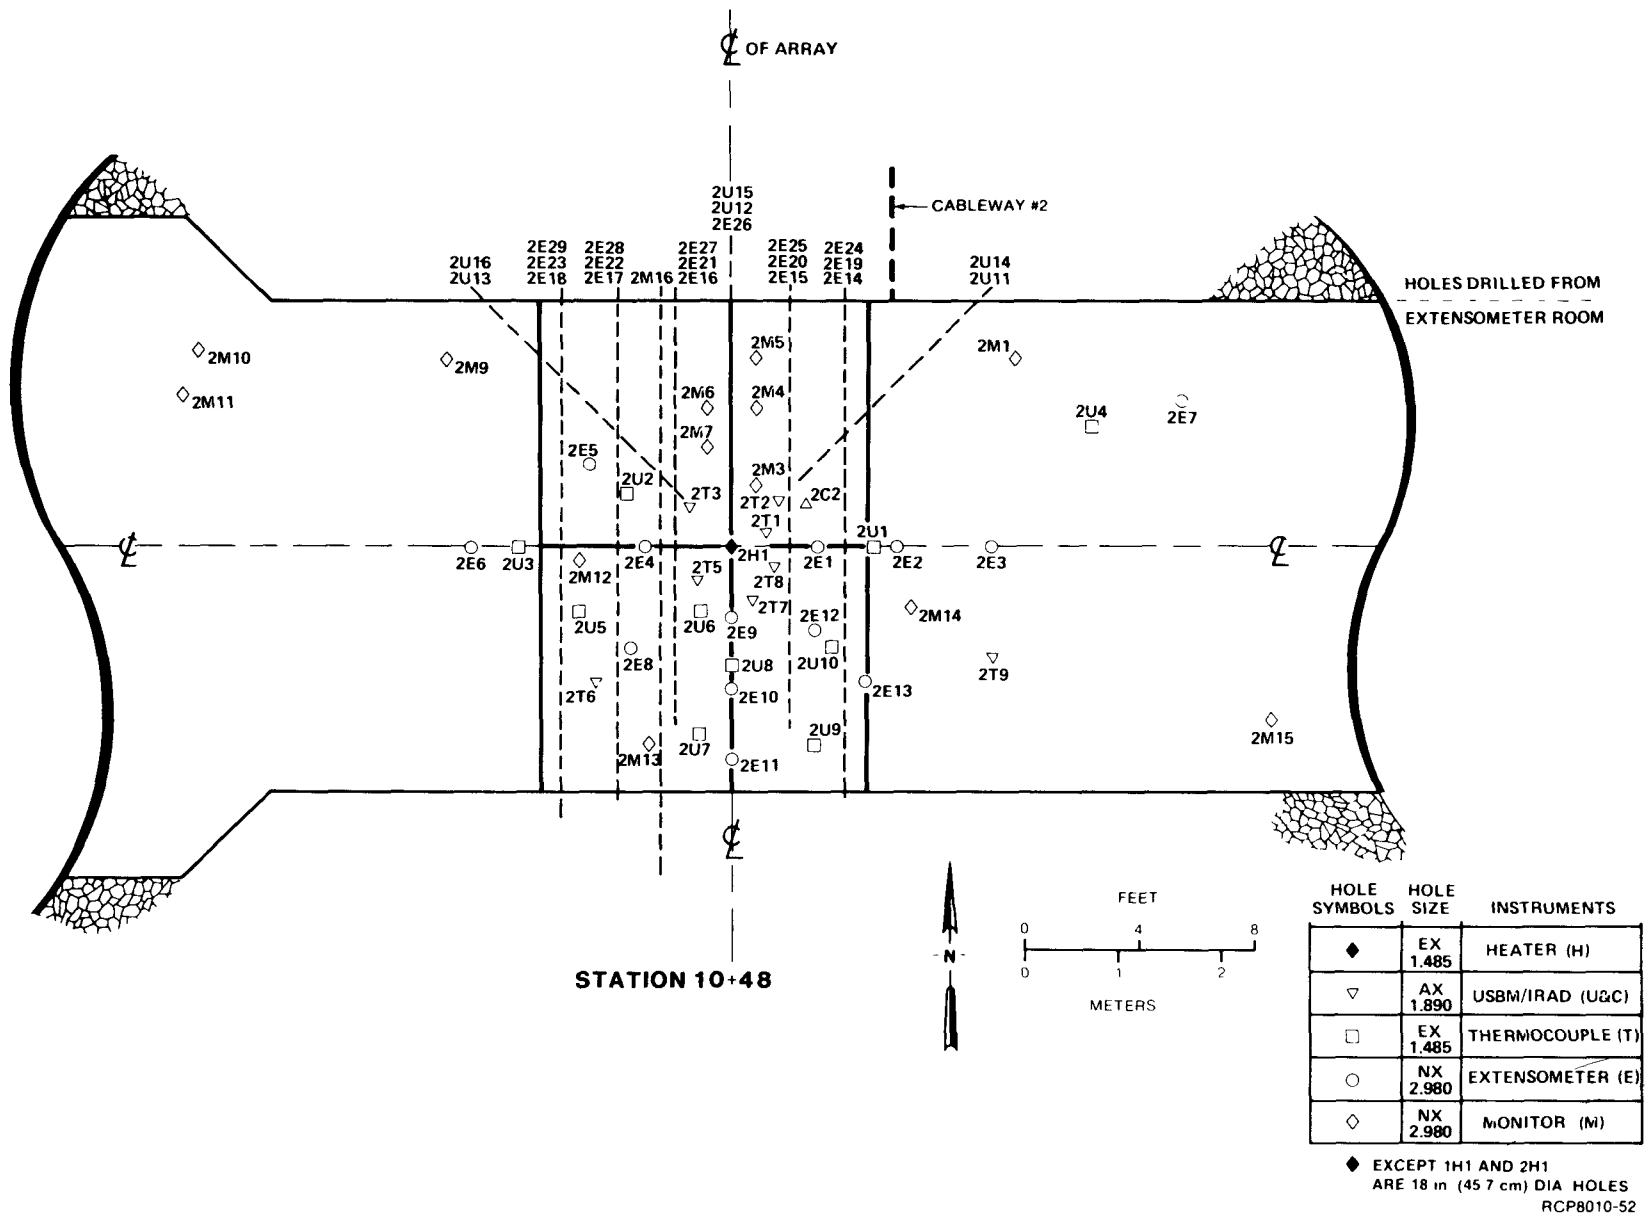 ℄ OF ARRAY
2U15
2U12
2E26
CABLEWAY #2
2U16
2U13
2E29
2E23
2E18
2E28
2E22
2E17
2M16
2E27
2E21
2E16
2E25
2E20
2E15
2E24
2E19
2E14
2U14
2U11
HOLES DRILLED FROM
EXTENSOMETER ROOM
2M10
2M9
2M11
2M5
2M1
2M6
2M4
2M7
2U4
2E7
2E5
2U2
2M3
2T3
2T2
2C2
2T1
2U1
℄
2E6
2U3
2M12
2E4
2H1
2T5
2T8
2E1
2E2
2E3
℄
2T7
2U5
2U6
2E9
2E12
2M14
2E8
2U8
2U10
2T9
2T6
2E10
2E13
2U7
2U9
2M15
2M13
2E11
℄
STATION 10+48
N
FEET
0 4 8
0 1 2
METERS
HOLE SYMBOLS
HOLE SIZE
INSTRUMENTS
EX 1.485
HEATER (H)
AX 1.890
USBM/IRAD (U&C)
EX 1.485
THERMOCOUPLE (T)
NX 2.980
EXTENSOMETER (E)
NX 2.980
MONITOR (M)
EXCEPT 1H1 AND 2H1
ARE 18 in (45 7 cm) DIA HOLES
RCP8010-52